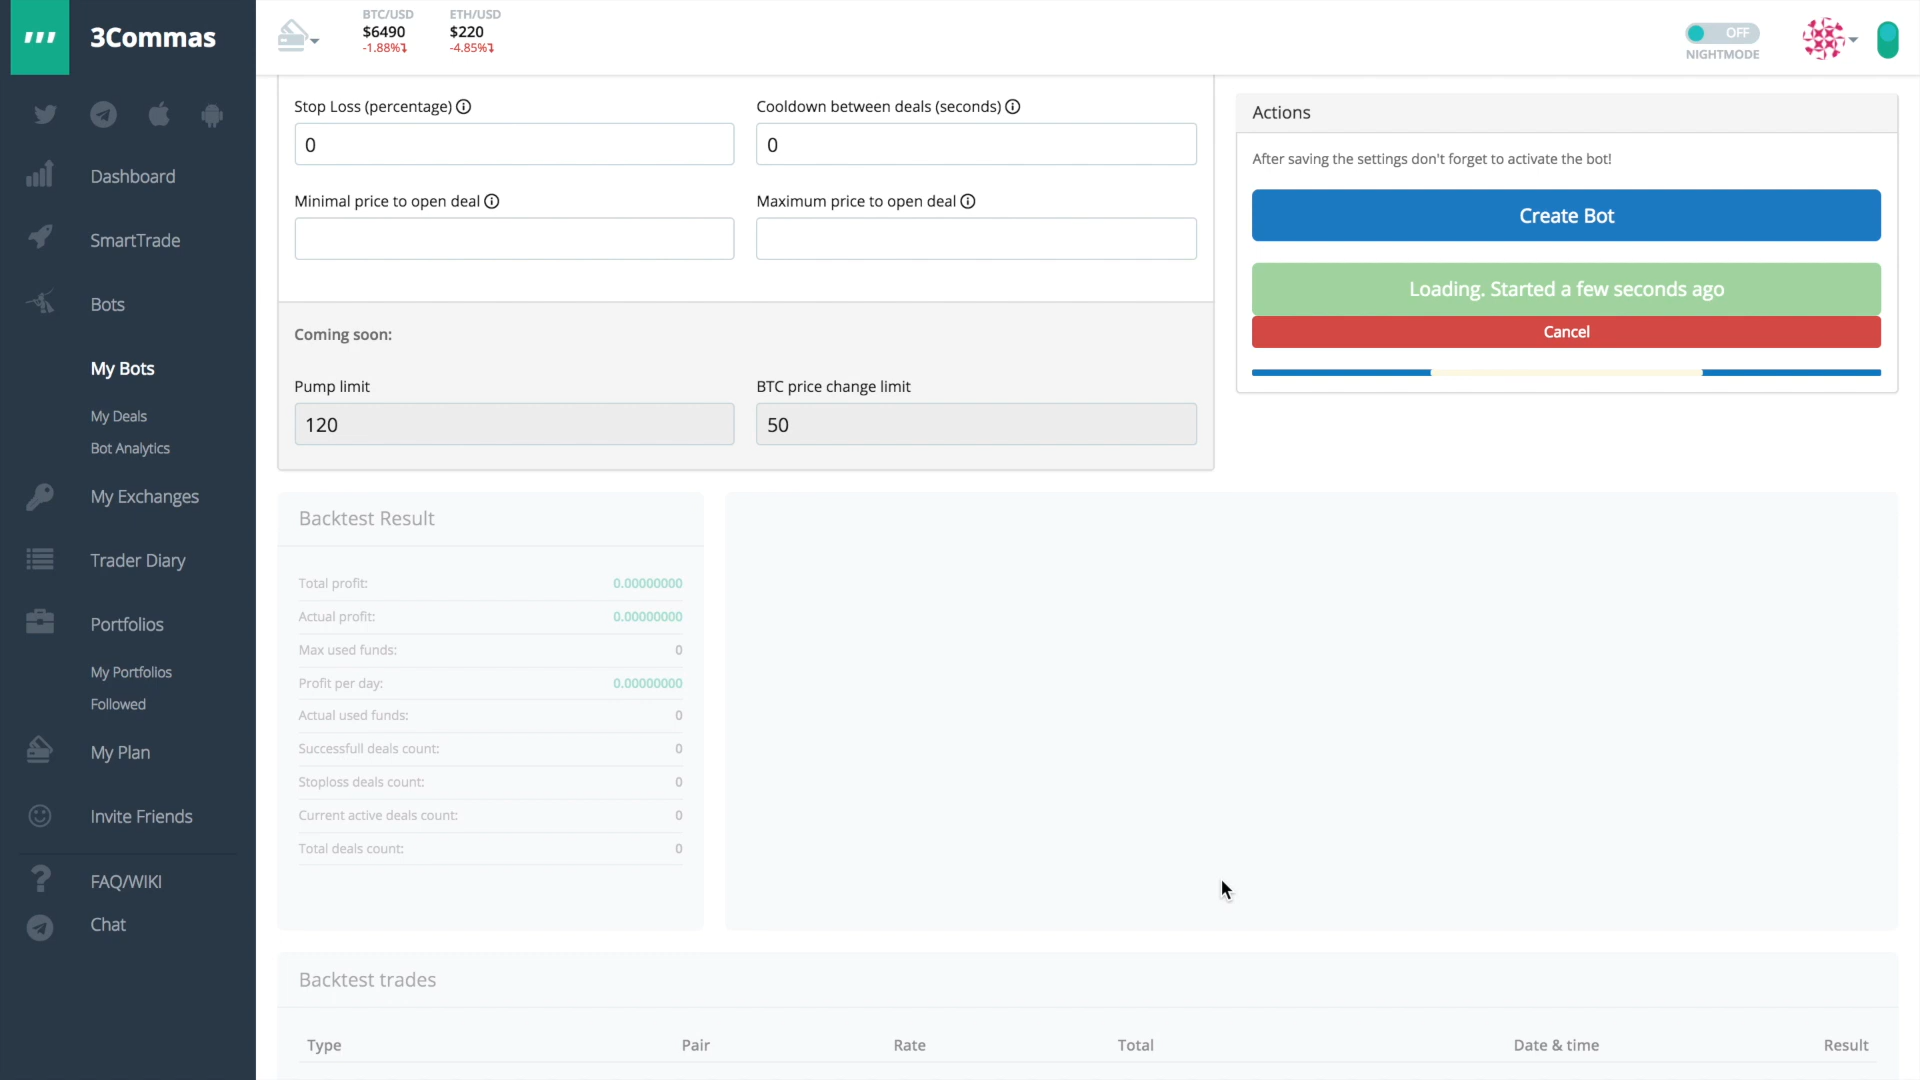 3Commas
BTC/USD
$6490
-1.88%
ETH/USD
$220
-4.85%
OFF
NIGHTMODE
Dashboard
SmartTrade
Bots
My Bots
My Deals
Bot Analytics
My Exchanges
Trader Diary
Portfolios
My Portfolios
Followed
My Plan
Invite Friends
FAQ/WIKI
Chat
Stop Loss (percentage)
0
Cooldown between deals (seconds)
0
Minimal price to open deal
Maximum price to open deal
Coming soon:
Pump limit
120
BTC price change limit
50
Actions
After saving the settings don't forget to activate the bot!
Create Bot
Loading. Started a few seconds ago
Cancel
Backtest Result
Total profit: 0.00000000
Actual profit: 0.00000000
Max used funds: 0
Profit per day: 0.00000000
Actual used funds: 0
Successfull deals count: 0
Stoploss deals count: 0
Current active deals count: 0
Total deals count: 0
Backtest trades
Type Pair Rate Total Date & time Result